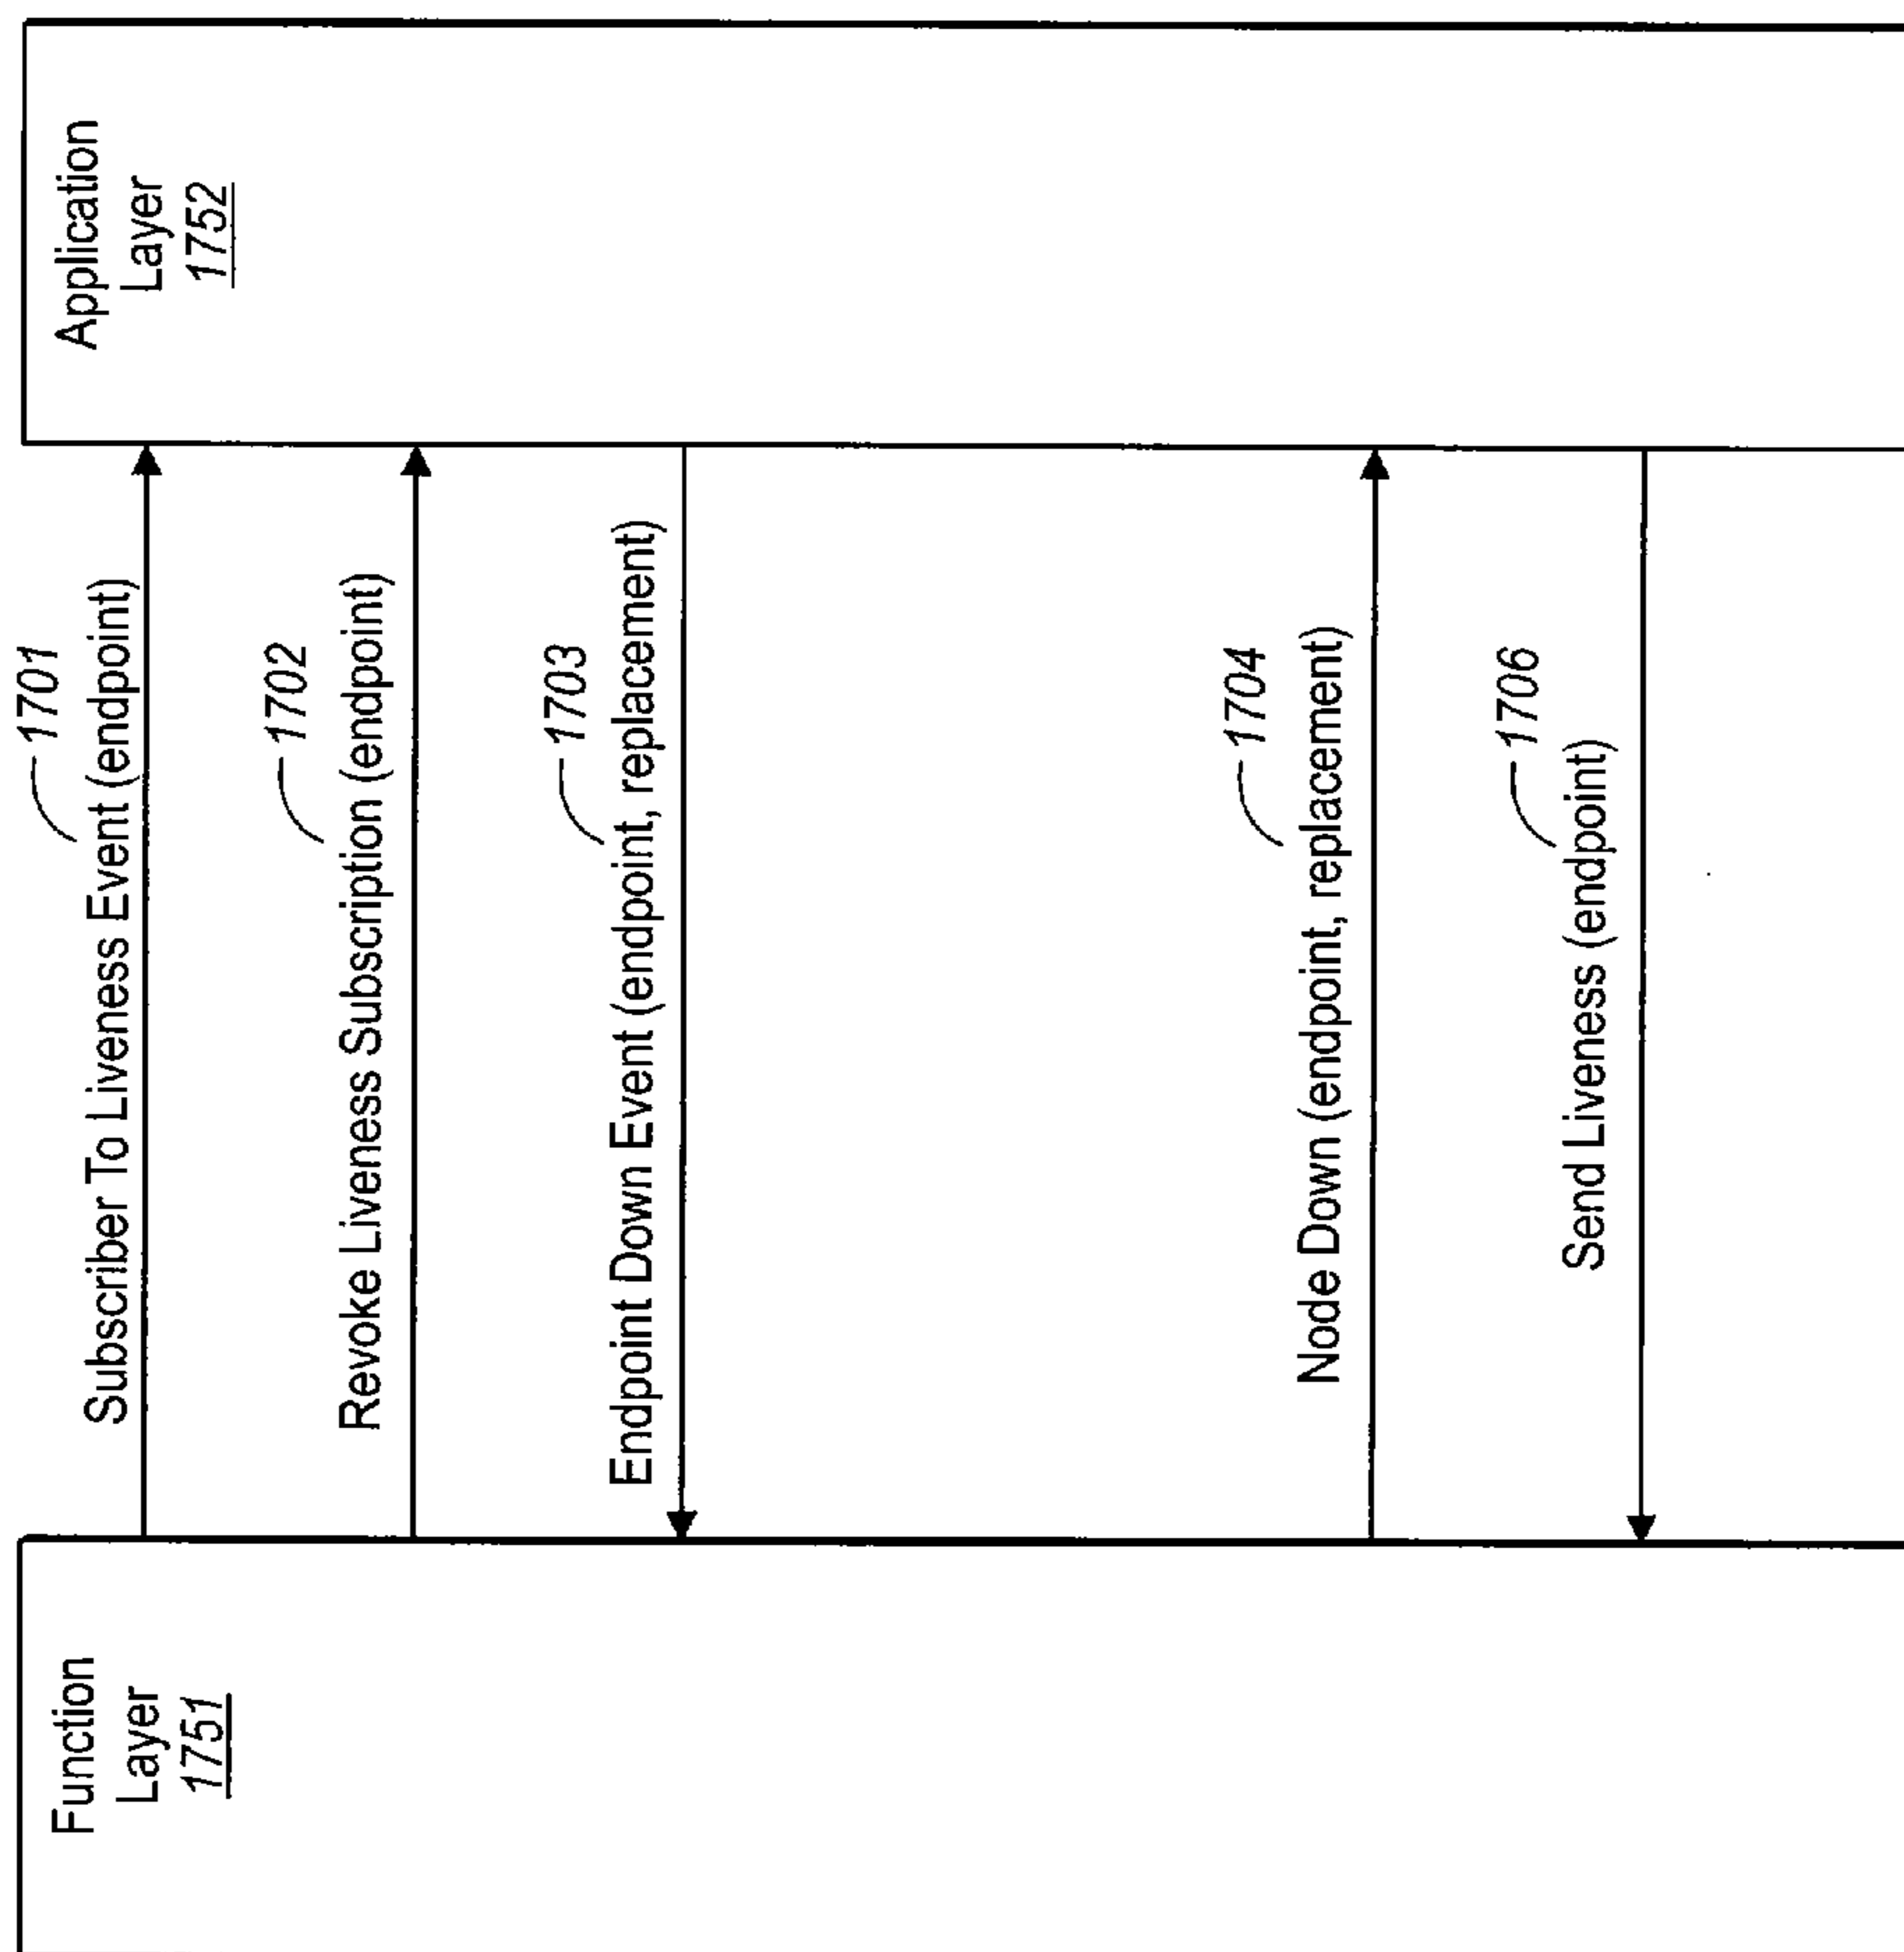 Function
Layer
1751
Application
Layer
1752
1701
Subscriber To Liveness Event (endpoint)
1702
Revoke Liveness Subscription (endpoint)
1703
Endpoint Down Event (endpoint, replacement)
1704
Node Down (endpoint, replacement)
1706
Send Liveness (endpoint)